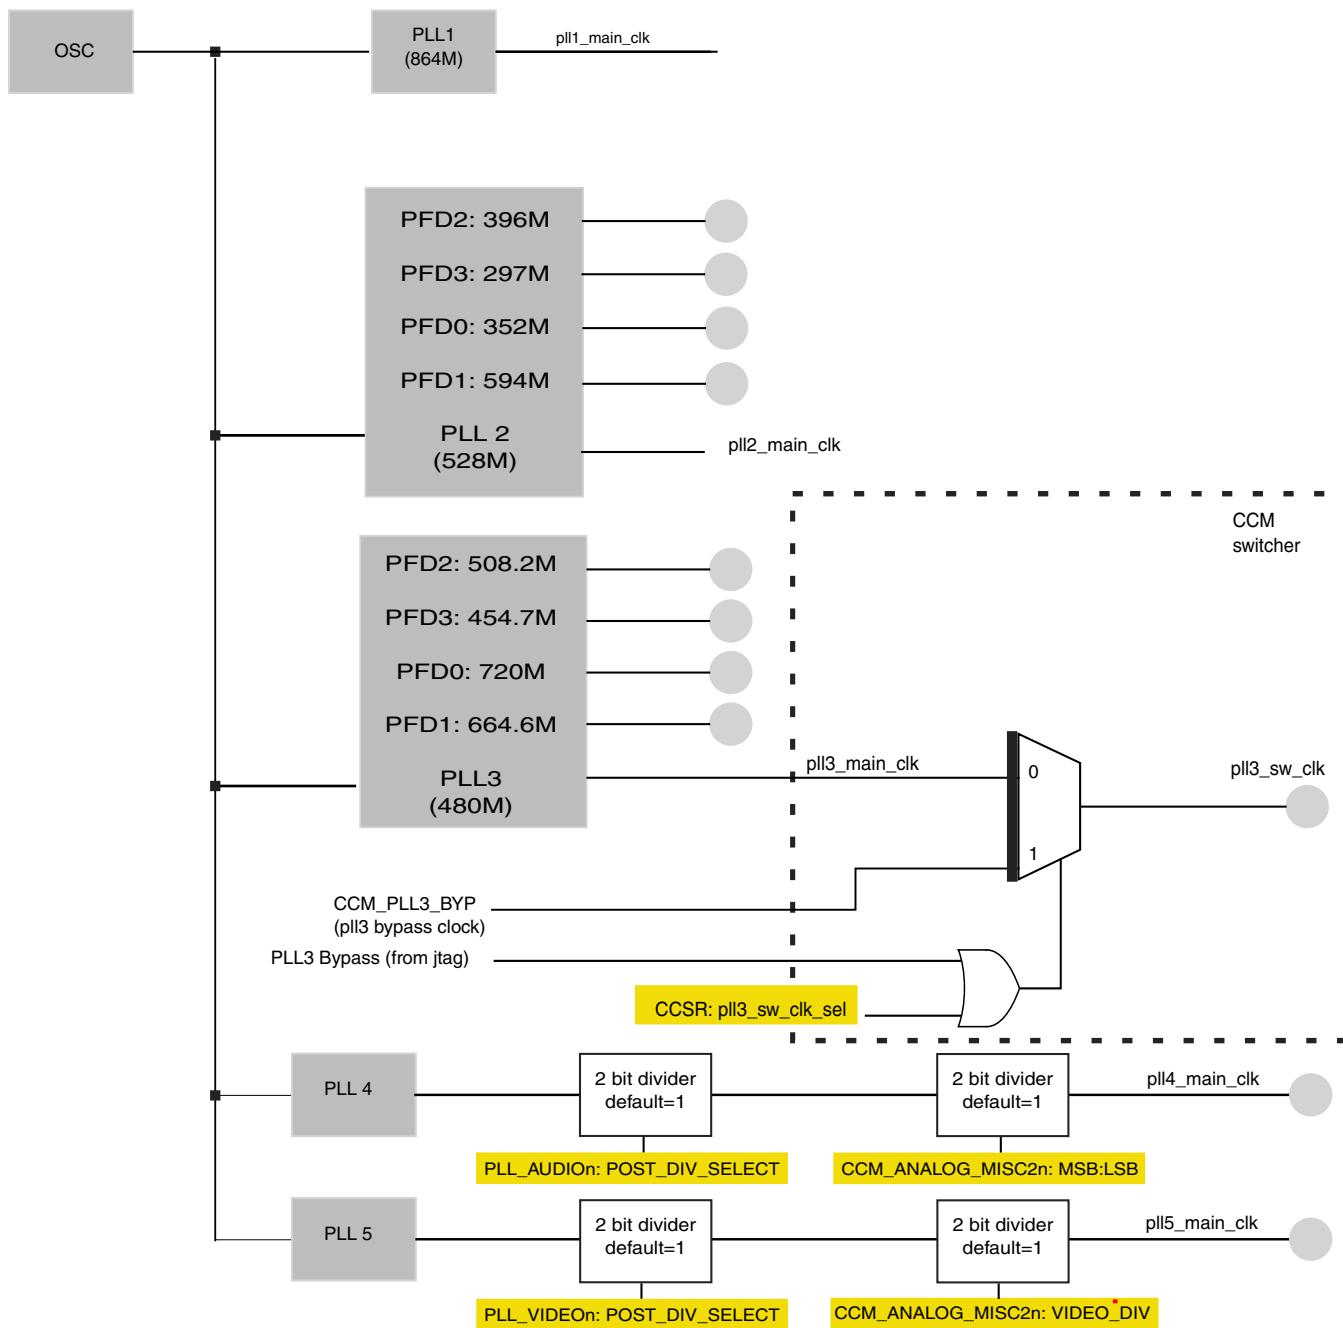 OSC
PLL1
(864M)
pll1_main_clk
PFD2: 396M
PFD3: 297M
PFD0: 352M
PFD1: 594M
PLL 2
(528M)
pll2_main_clk
CCM
switcher
PFD2: 508.2M
PFD3: 454.7M
PFD0: 720M
PFD1: 664.6M
PLL3
(480M)
pll3_main_clk
0
1
pll3_sw_clk
CCM_PLL3_BYP
(pll3 bypass clock)
PLL3 Bypass (from jtag)
CCSR: pll3_sw_clk_sel
PLL 4
2 bit divider
default=1
2 bit divider
default=1
pll4_main_clk
PLL_AUDIOn: POST_DIV_SELECT
CCM_ANALOG_MISC2n: MSB:LSB
PLL 5
2 bit divider
default=1
2 bit divider
default=1
pll5_main_clk
PLL_VIDEOn: POST_DIV_SELECT
CCM_ANALOG_MISC2n: VIDEO_DIV